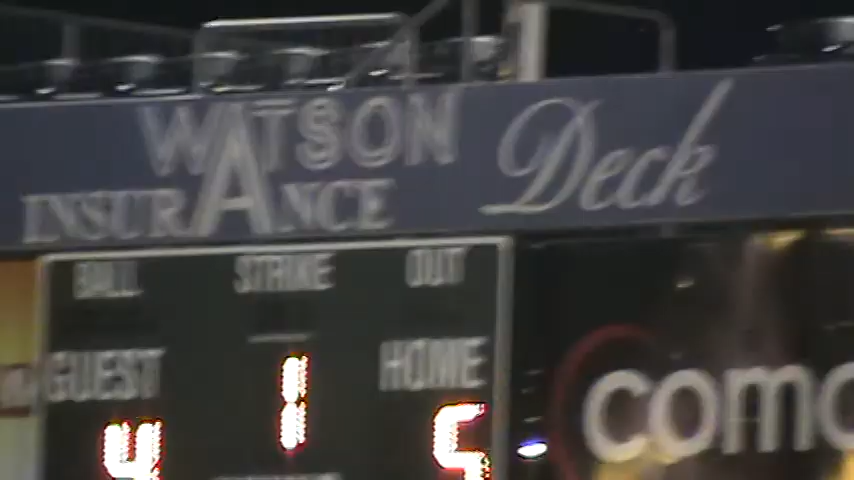 WATSON
INSURANCE Deck
BALL STRIKE OUT
GUEST 1 HOME
4 5
como